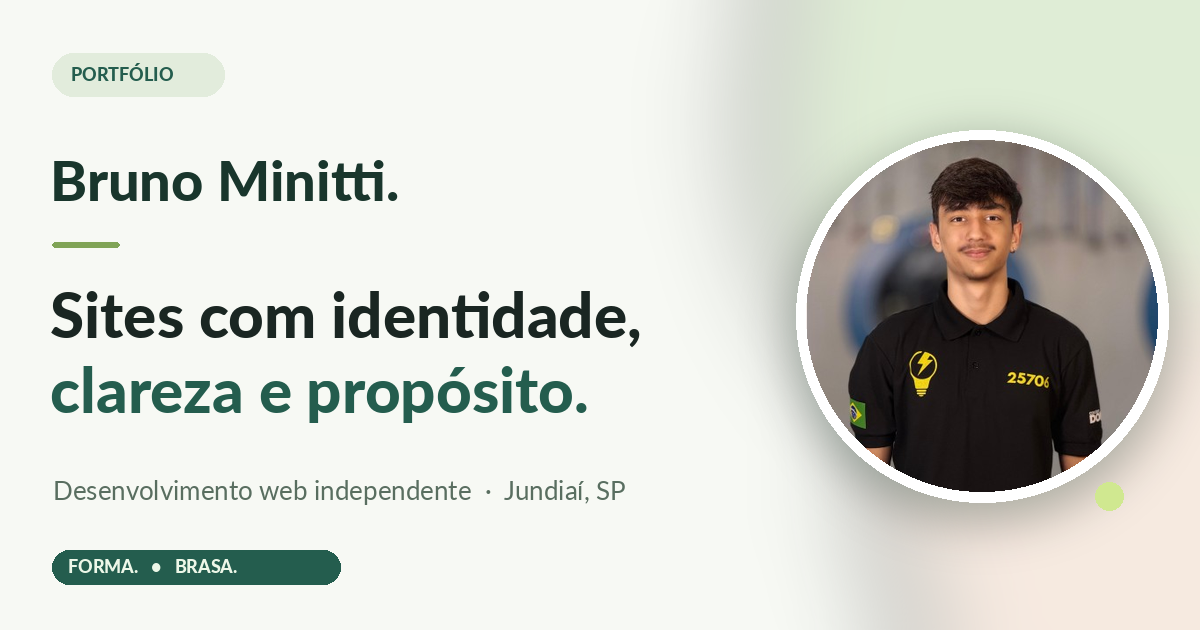 PORTFÓLIO
Bruno Minitti.
Sites com identidade,
clareza e propósito.
Desenvolvimento web independente · Jundiaí, SP
FORMA. • BRASA.
25706